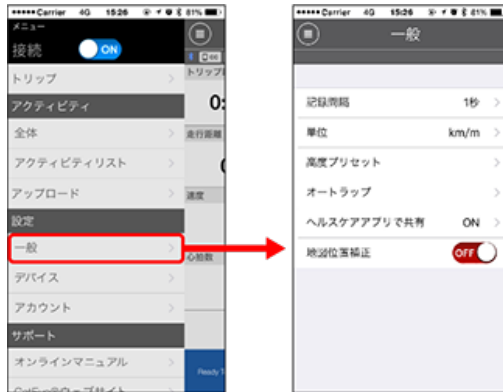 ●●●●● Carrier 4G 15:26 81%
メニュー
接続 ON
トリップ
アクティビティ
全体
アクティビティリスト
アップロード
設定
一般
デバイス
アカウント
サポート
オンラインマニュアル
トリップ
0:
走行距離
速度
心拍数
Ready T
●●●●● Carrier 4G 15:26 81%
一般
記録間隔 1秒
単位 km/m
高度プリセット
オートラップ
ヘルスケアアプリで共有 ON
地図位置補正 OFF